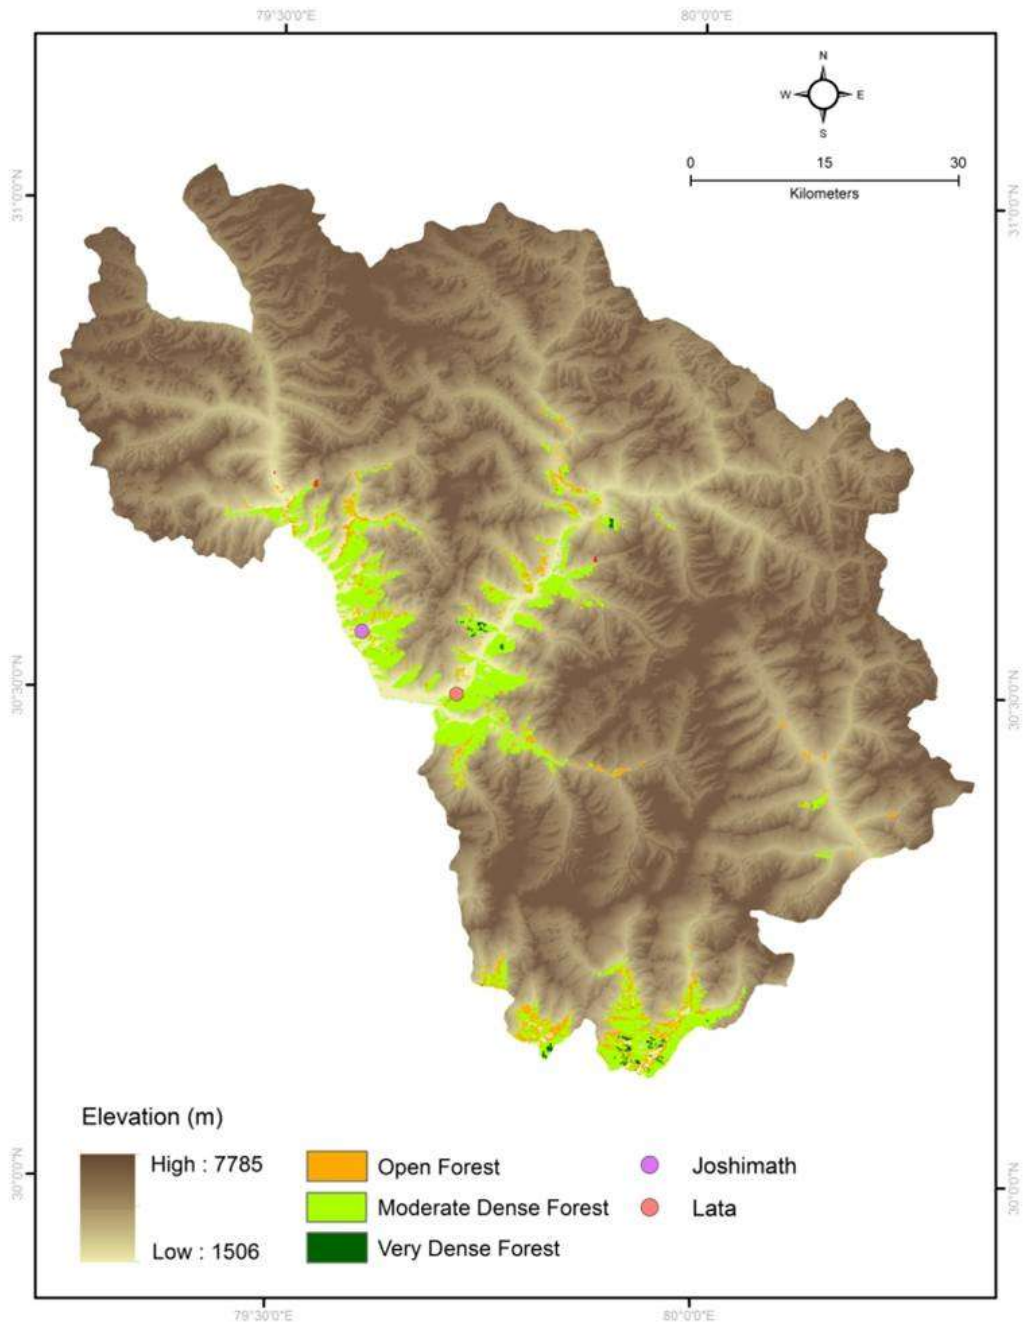 79°30'0"E 80°0'0"E
N
W E
S
0 15 30
Kilometers
31°0'0"N 31°0'0"N
30°30'0"N 30°30'0"N
30°0'0"N 30°0'0"N
Elevation (m)
High : 7785
Low : 1506
Open Forest
Moderate Dense Forest
Very Dense Forest
Joshimath
Lata
79°30'0"E 80°0'0"E